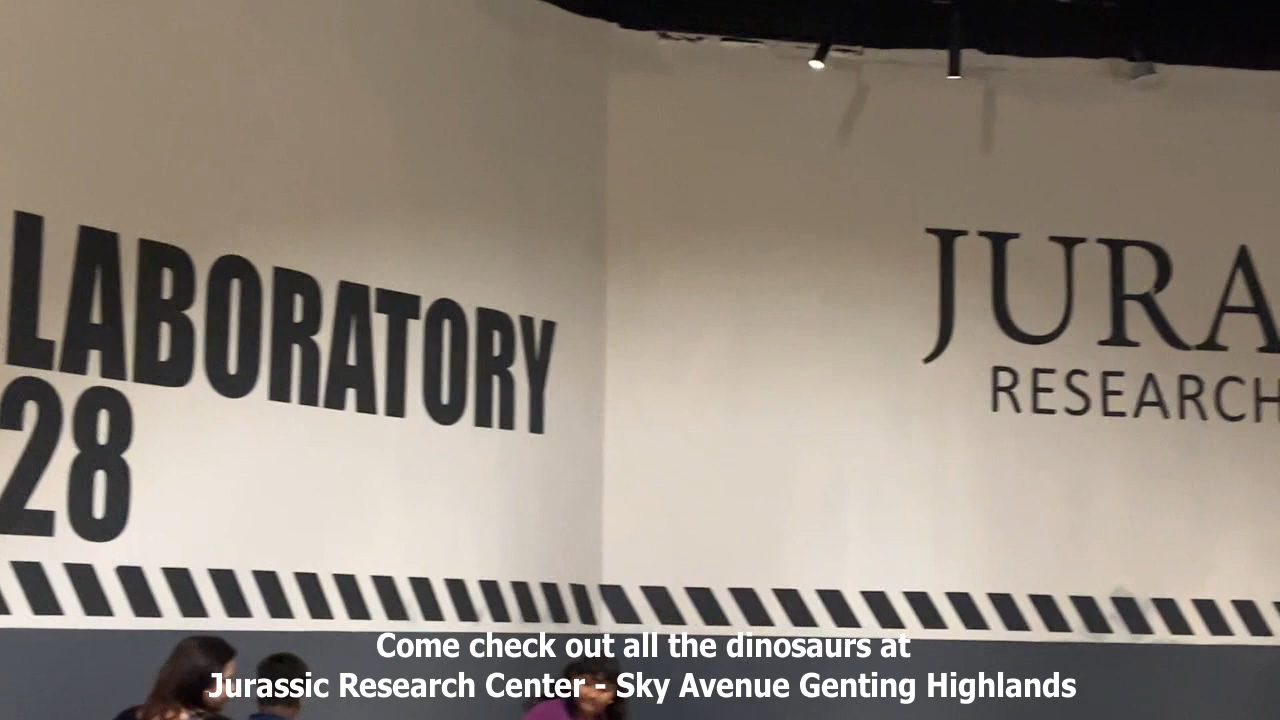 LABORATORY
28
JURA
RESEARCH
Come check out all the dinosaurs at
Jurassic Research Center - Sky Avenue Genting Highlands